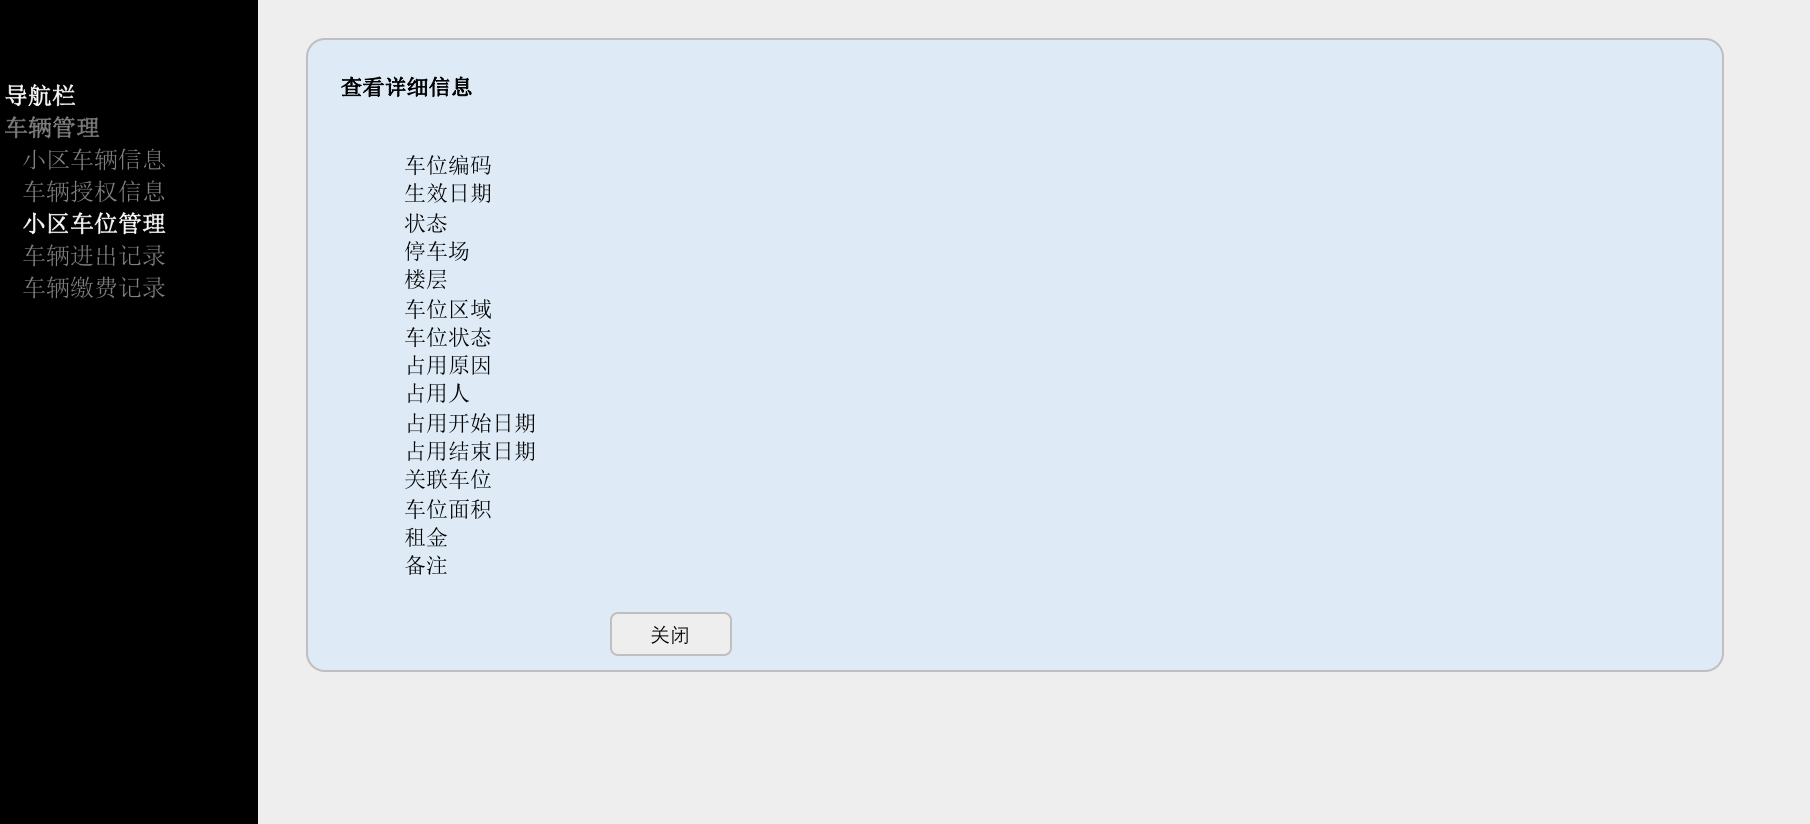 导航栏
车辆管理
小区车辆信息
车辆授权信息
小区车位管理
车辆进出记录
车辆缴费记录
查看详细信息
车位编码
生效日期
状态
停车场
楼层
车位区域
车位状态
占用原因
占用人
占用开始日期
占用结束日期
关联车位
车位面积
租金
备注
关闭